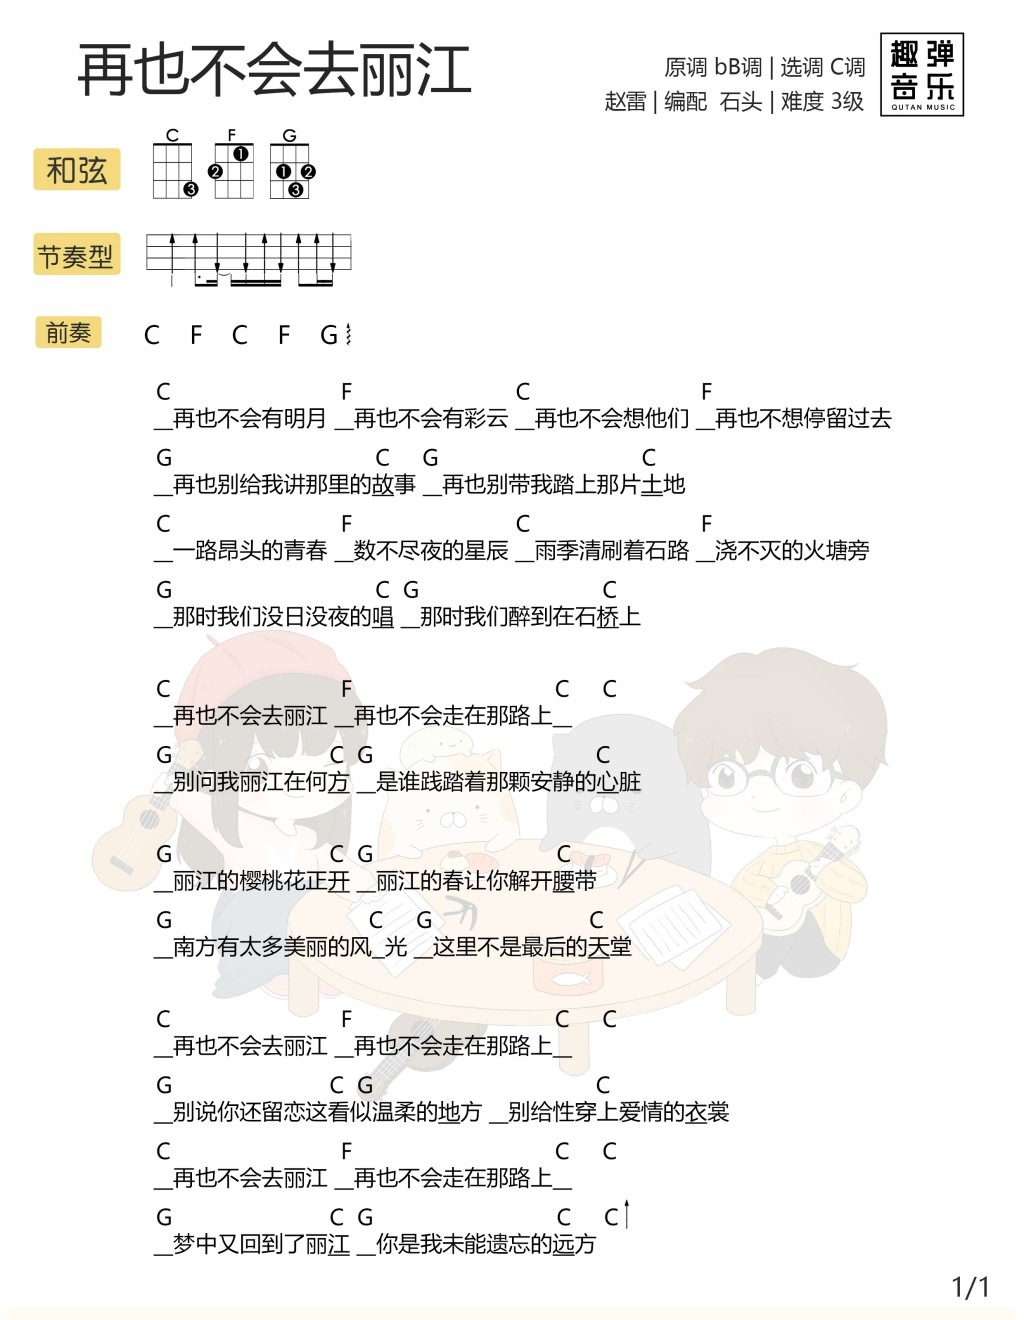 再也不会去丽江
原调 bB调 | 选调 C调
赵雷 | 编配 石头 | 难度 3级
趣弹音乐
QUTAN MUSIC
和弦
C F G
3 2 1 1 2 3
节奏型
前奏 C F C F G
C F C F
__再也不会有明月 __再也不会有彩云 __再也不会想他们 __再也不想停留过去
G C G C
__再也别给我讲那里的故事 __再也别带我踏上那片土地
C F C F
__一路昂头的青春 __数不尽夜的星辰 __雨季清刷着石路 __浇不灭的火塘旁
G C G C
__那时我们没日没夜的唱 __那时我们醉到在石桥上
C F C C
__再也不会去丽江 __再也不会走在那路上__
G C G C
__别问我丽江在何方 __是谁践踏着那颗安静的心脏
G C G C
__丽江的樱桃花正开 __丽江的春让你解开腰带
G C G C
__南方有太多美丽的风_光 __这里不是最后的天堂
C F C C
__再也不会去丽江 __再也不会走在那路上__
G C G C
__别说你还留恋这看似温柔的地方 __别给性穿上爱情的衣裳
C F C C
__再也不会去丽江 __再也不会走在那路上__
G C G C C
__梦中又回到了丽江 __你是我未能遗忘的远方
1/1